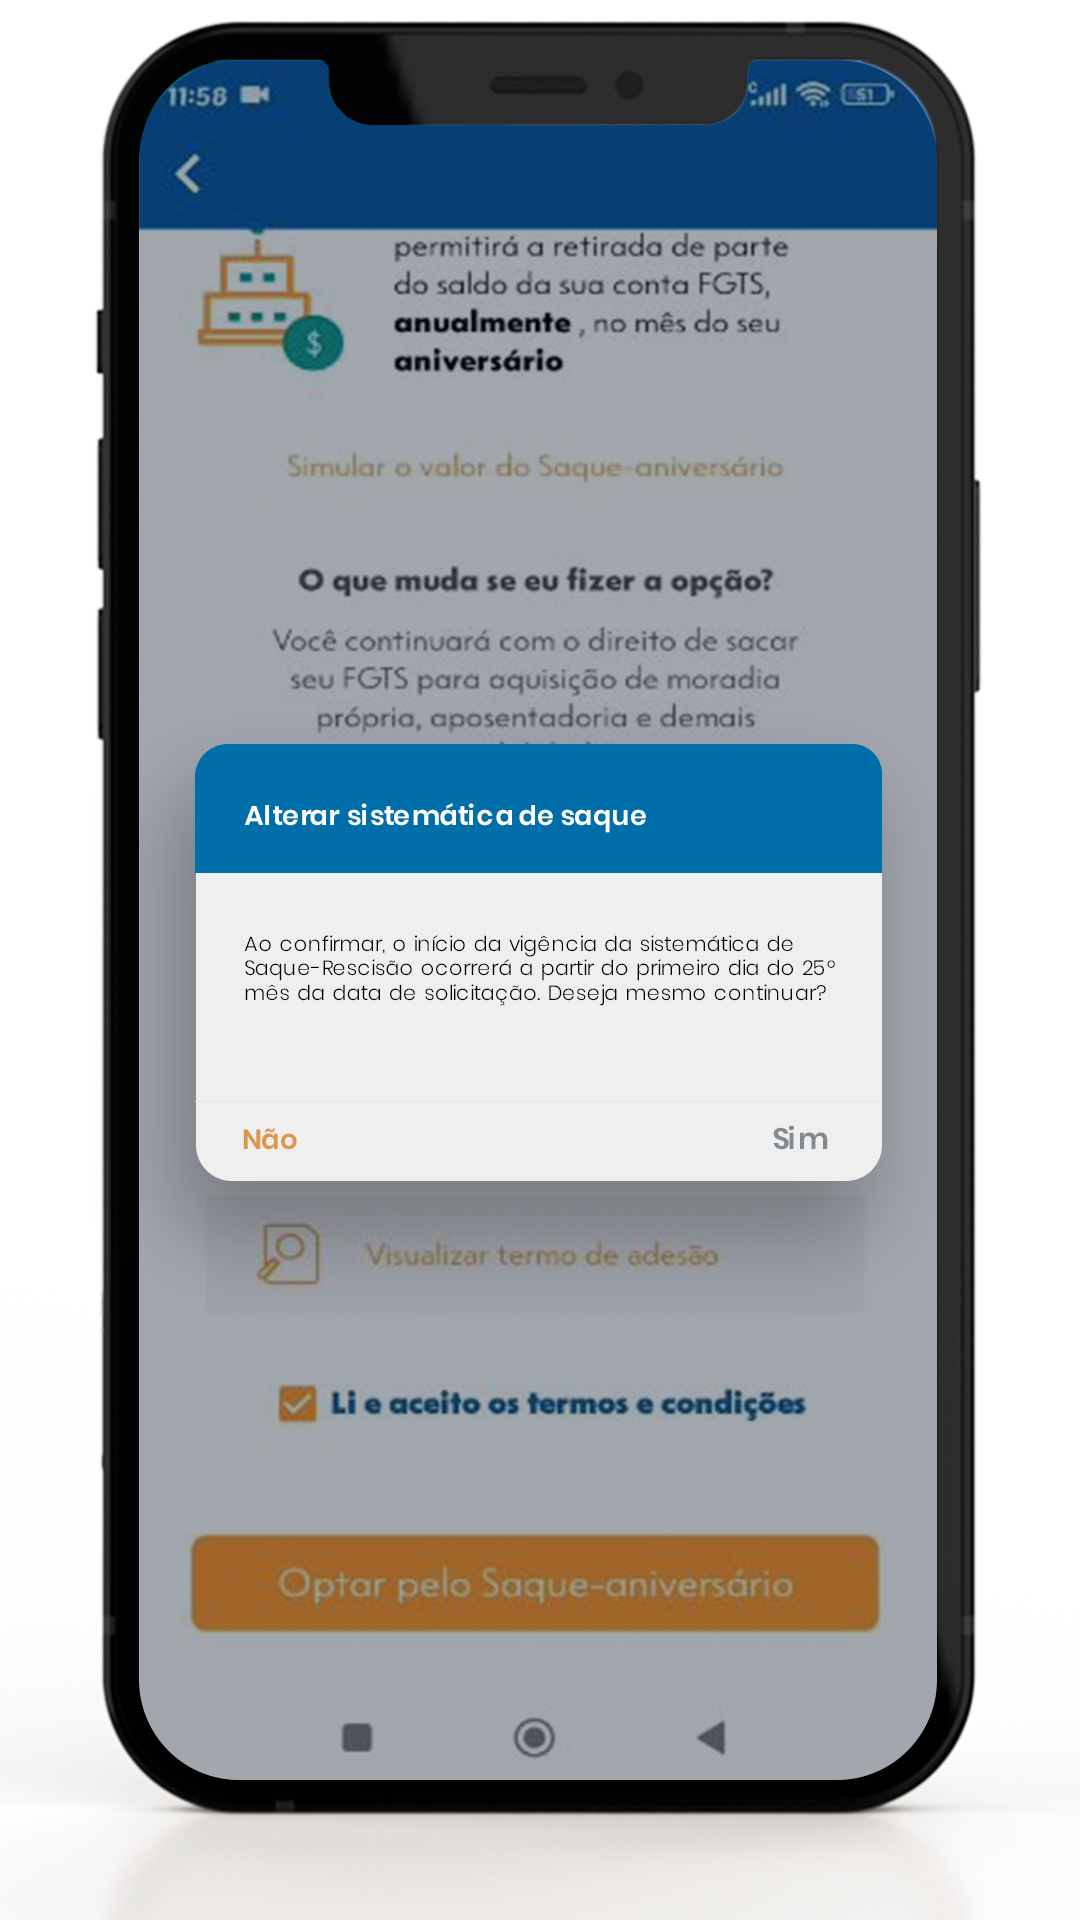 11:58
51
permitirá a retirada de parte
do saldo da sua conta FGTS,
anualmente , no mês do seu
aniversário
$
Simular o valor do Saque-aniversário
O que muda se eu fizer a opção?
Você continuará com o direito de sacar
seu FGTS para aquisição de moradia
própria, aposentadoria e demais
Alterar sistemática de saque
Ao confirmar, o início da vigência da sistemática de
Saque-Rescisão ocorrerá a partir do primeiro dia do 25º
mês da data de solicitação. Deseja mesmo continuar?
Não
Sim
Visualizar termo de adesão
Li e aceito os termos e condições
Optar pelo Saque-aniversário